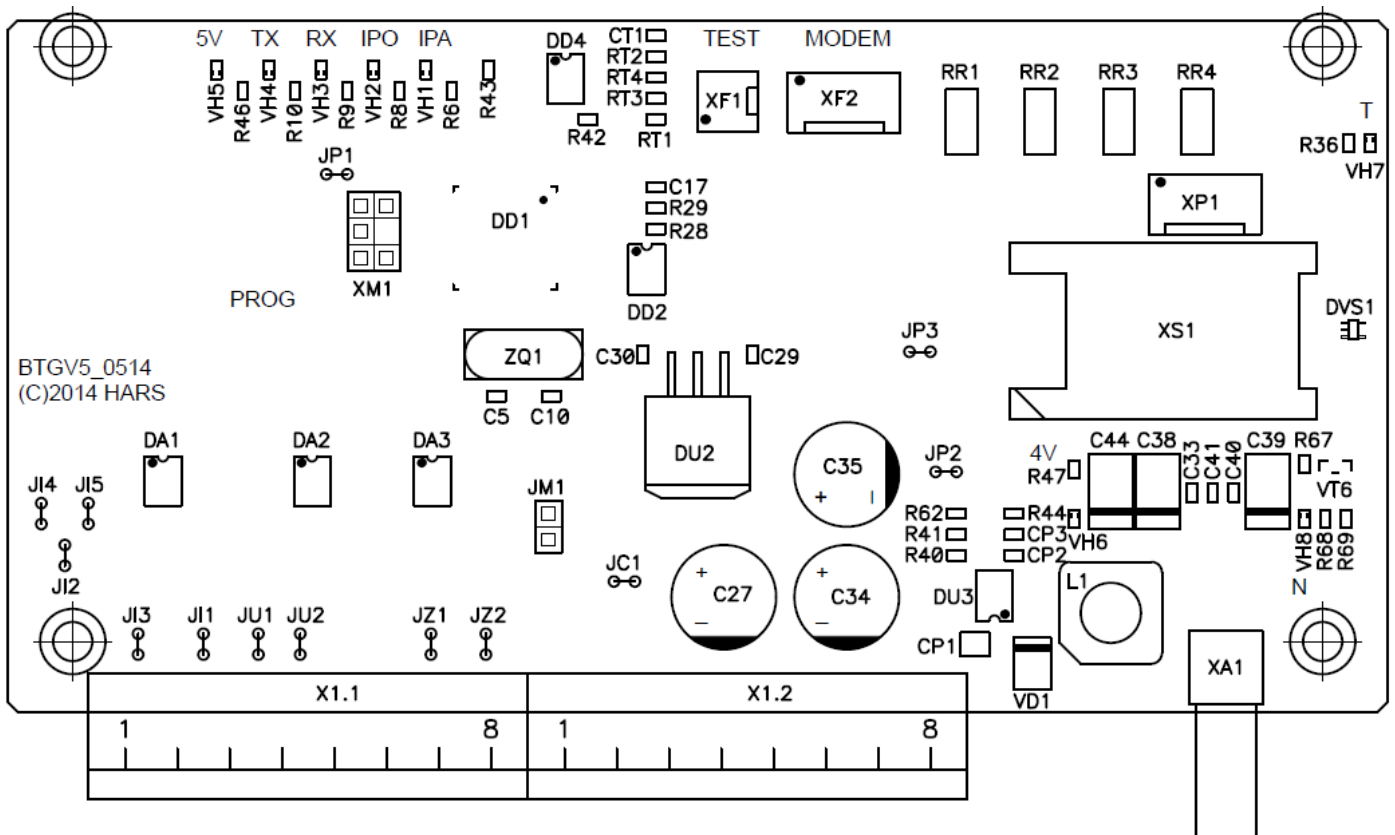 5V TX RX IPO IPA
DD4
CT1
RT2
RT4
RT3
RT1
TEST
MODEM
VH5
R46
VH4
R10
VH3
R9
VH2
R8
VH1
R6
R43
R42
XF1
XF2
RR1 RR2 RR3 RR4
T
R36
VH7
JP1
XM1
DD1
C17
R29
R28
DD2
XP1
PROG
XS1
DVS1
JP3
BTGV5_0514
(C)2014 HARS
ZQ1
C5 C10
C30
C29
DU2
DA1 DA2 DA3
JI4 JI5
JI2
JM1
C35
+
–
JP2
4V
R47
C44 C38
C33
C41
C40
C39
R67
VT6
R62
R41
R40
R44
CP3
CP2
VH6
VH8
R68
R69
N
JC1
+
C27
–
+
C34
–
DU3
L1
CP1
VD1
XA1
JI3 JI1 JU1 JU2 JZ1 JZ2
X1.1 X1.2
1 8 1 8